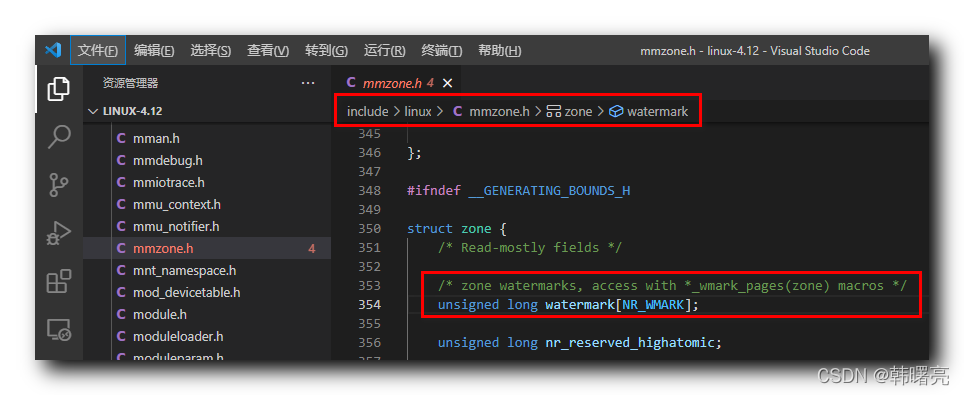 文件(F) 编辑(E) 选择(S) 查看(V) 转到(G) 运行(R) 终端(T) 帮助(H) mmzone.h - linux-4.12 - Visual Studio Code
资源管理器 ···
LINUX-4.12
C mman.h
C mmdebug.h
C mmiotrace.h
C mmu_context.h
C mmu_notifier.h
C mmzone.h 4
C mnt_namespace.h
C mod_devicetable.h
C module.h
C moduleloader.h
C moduleparam.h
C mmzone.h 4 ×
include > linux > C mmzone.h > zone > watermark
345
346 };
347
348 #ifndef __GENERATING_BOUNDS_H
349
350 struct zone {
351 /* Read-mostly fields */
352
353 /* zone watermarks, access with *_wmark_pages(zone) macros */
354 unsigned long watermark[NR_WMARK];
355
356 unsigned long nr_reserved_highatomic;
357
CSDN @韩曙亮